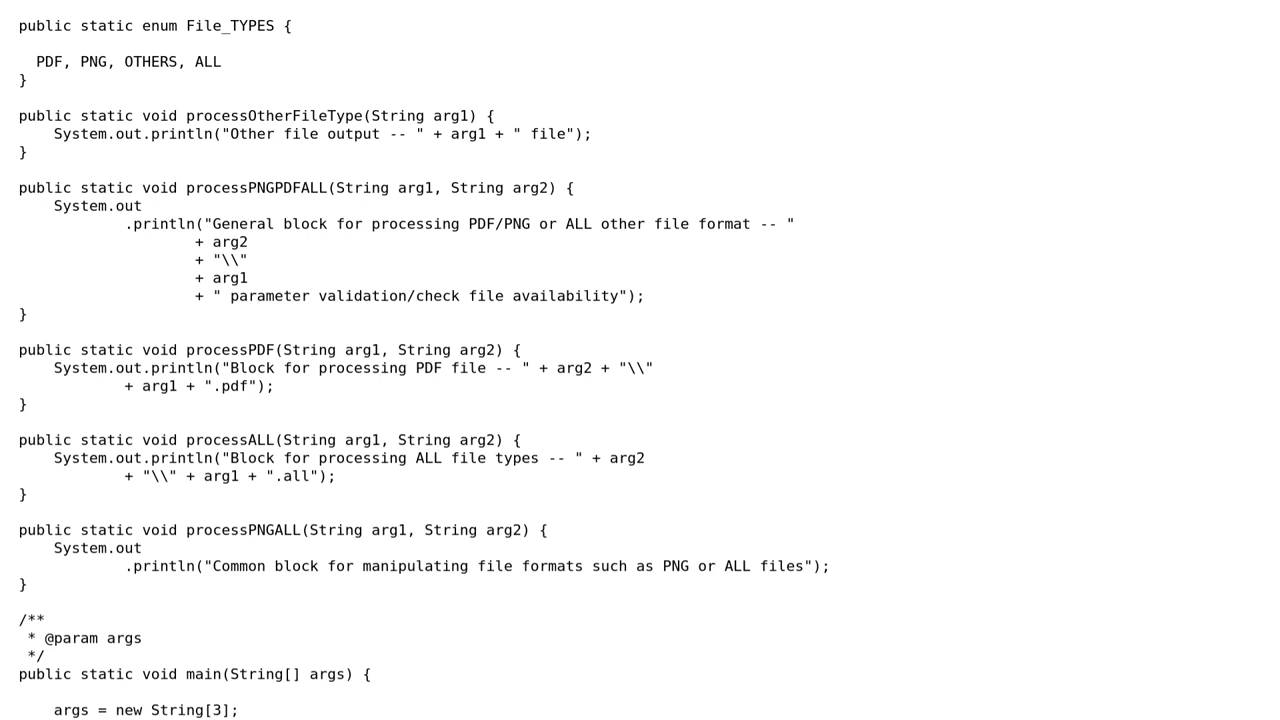 public static enum File_TYPES {
  PDF, PNG, OTHERS, ALL
}
public static void processOtherFileType(String arg1) {
    System.out.println("Other file output -- " + arg1 + " file");
}
public static void processPNGPDFALL(String arg1, String arg2) {
    System.out
            .println("General block for processing PDF/PNG or ALL other file format -- "
                    + arg2
                    + "\\"
                    + arg1
                    + " parameter validation/check file availability");
}
public static void processPDF(String arg1, String arg2) {
    System.out.println("Block for processing PDF file -- " + arg2 + "\\"
            + arg1 + ".pdf");
}
public static void processALL(String arg1, String arg2) {
    System.out.println("Block for processing ALL file types -- " + arg2
            + "\\" + arg1 + ".all");
}
public static void processPNGALL(String arg1, String arg2) {
    System.out
            .println("Common block for manipulating file formats such as PNG or ALL files");
}
/**
 * @param args
 */
public static void main(String[] args) {
    args = new String[3];